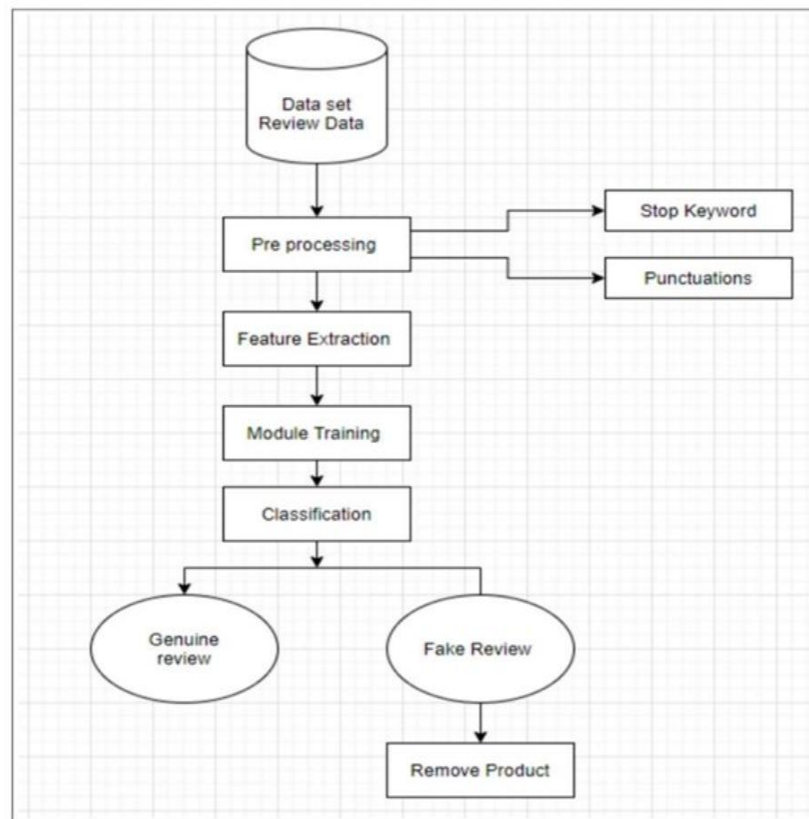 Data set
Review Data
Pre processing
Stop Keyword
Punctuations
Feature Extraction
Module Training
Classification
Genuine
review
Fake Review
Remove Product